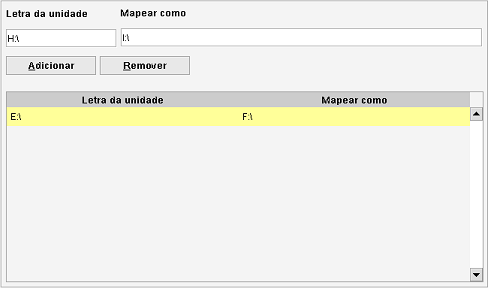 Letra da unidade Mapear como
H:\ I:\
Adicionar Remover
Letra da unidade Mapear como
E:\ F:\